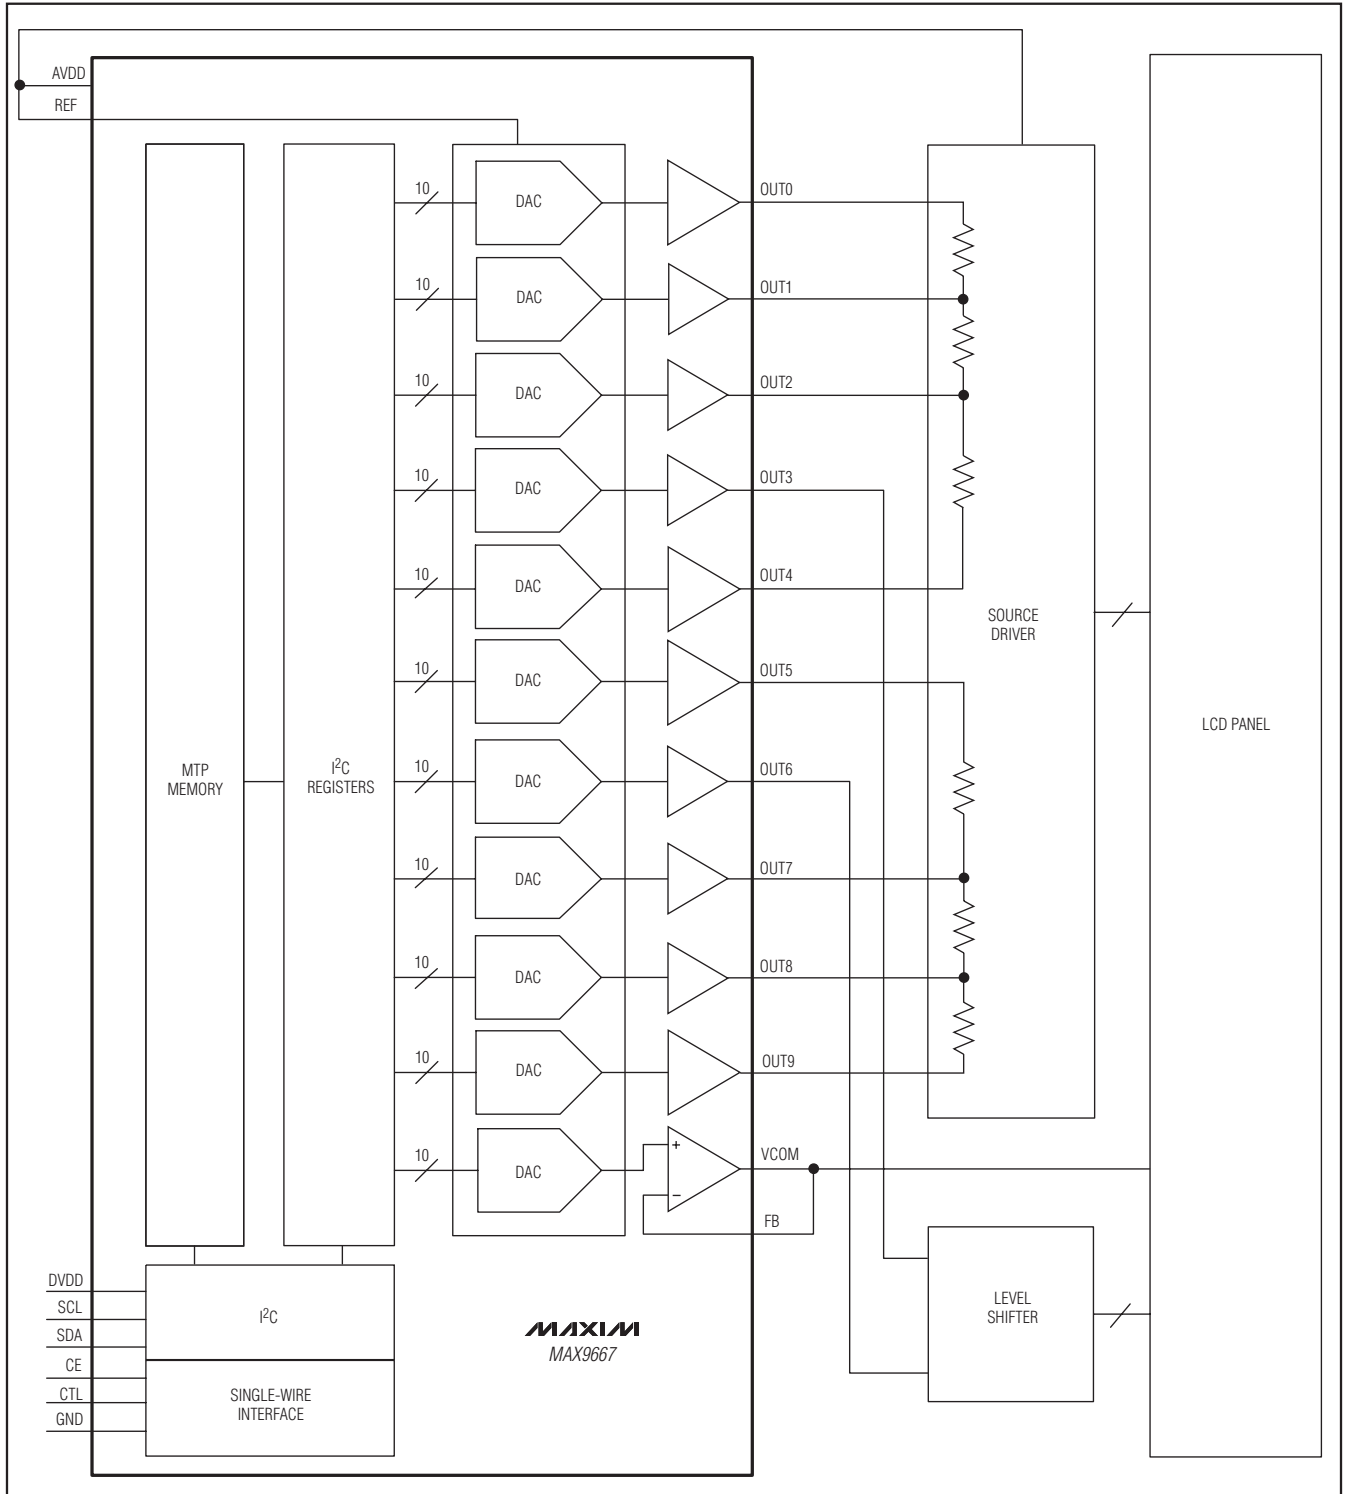 AVDD
REF
10
DAC
OUT0
10
DAC
OUT1
10
DAC
OUT2
10
DAC
OUT3
10
DAC
OUT4
SOURCE
DRIVER
10
DAC
OUT5
LCD PANEL
MTP
MEMORY
I²C
REGISTERS
10
DAC
OUT6
10
DAC
OUT7
10
DAC
OUT8
10
DAC
OUT9
10
DAC
+
−
VCOM
FB
DVDD
SCL
SDA
CE
CTL
GND
I²C
SINGLE-WIRE
INTERFACE
MAXIM
MAX9667
LEVEL
SHIFTER